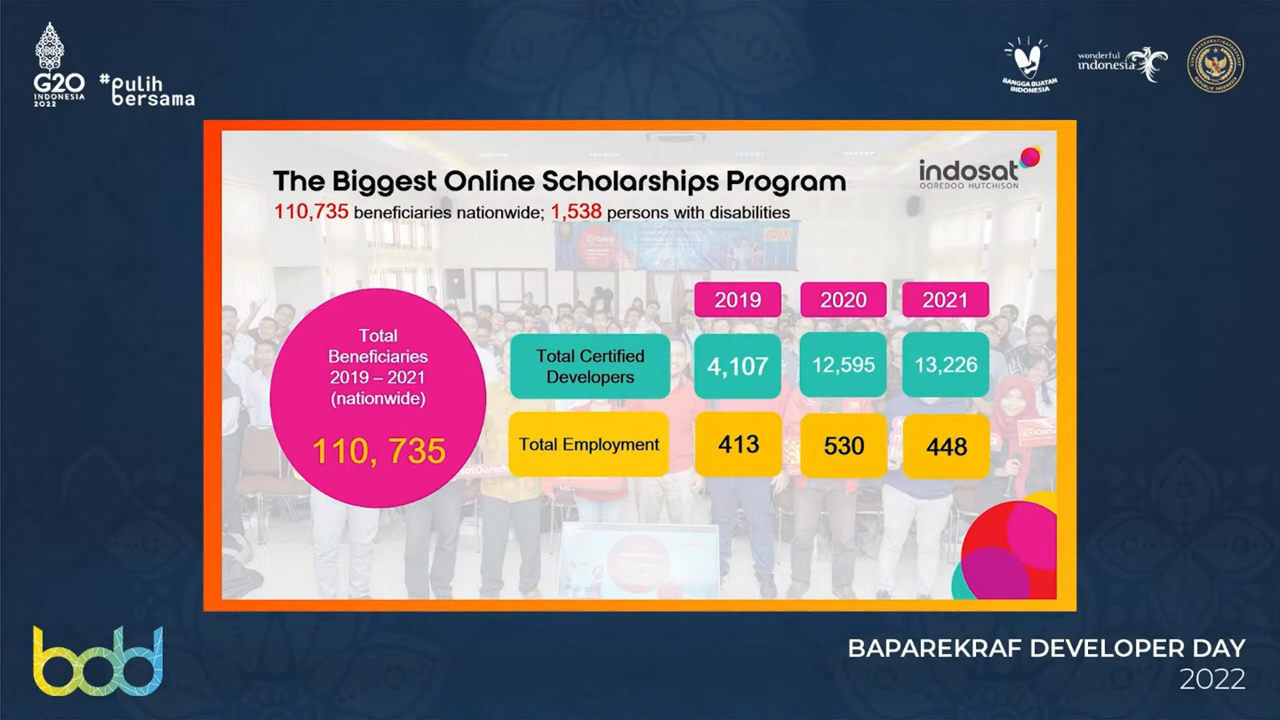 G20
INDONESIA
2022
#pulih
bersama
BANGGA BUATAN
INDONESIA
wonderful
indonesia
The Biggest Online Scholarships Program
indosat
OOREDOO HUTCHISON
110,735 beneficiaries nationwide; 1,538 persons with disabilities
2019 2020 2021
Total
Beneficiaries
2019 – 2021
(nationwide)
110, 735
Total Certified
Developers
4,107 12,595 13,226
Total Employment 413 530 448
bdd
BAPAREKRAF DEVELOPER DAY
2022